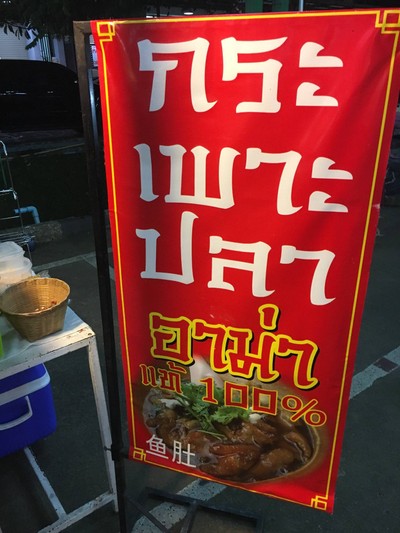 กระ
เพาะ
ปลา
อาม่า
แท้ 100%
鱼肚